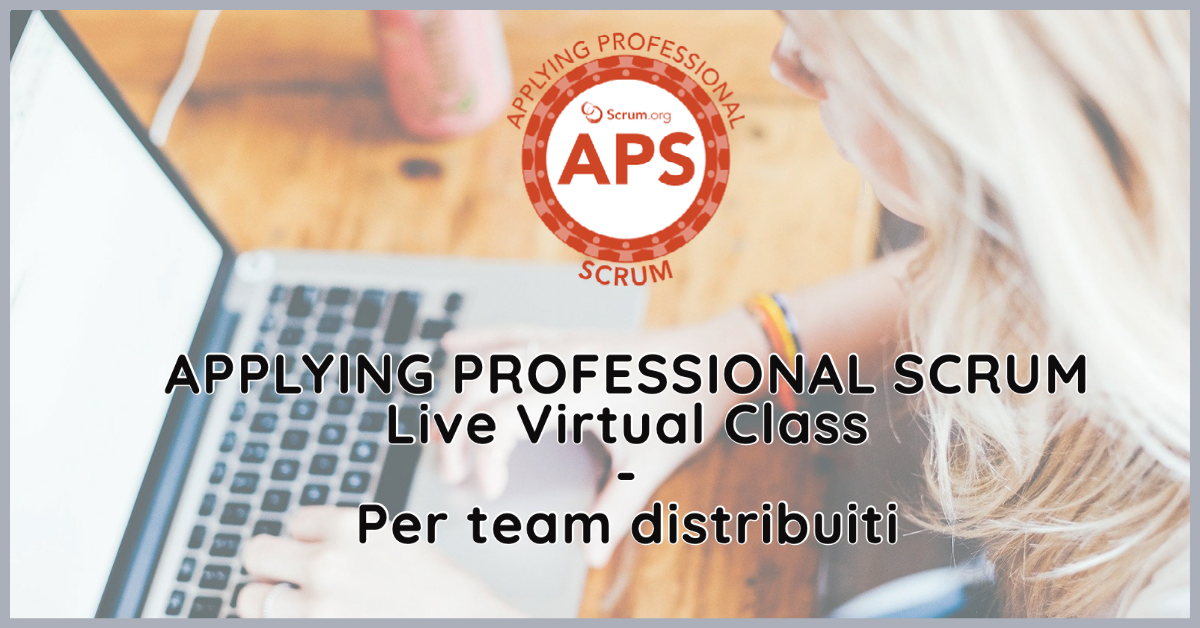 APPLYING PROFESSIONAL
Scrum.org
APS
SCRUM
APPLYING PROFESSIONAL SCRUM
Live Virtual Class
-
Per team distribuiti